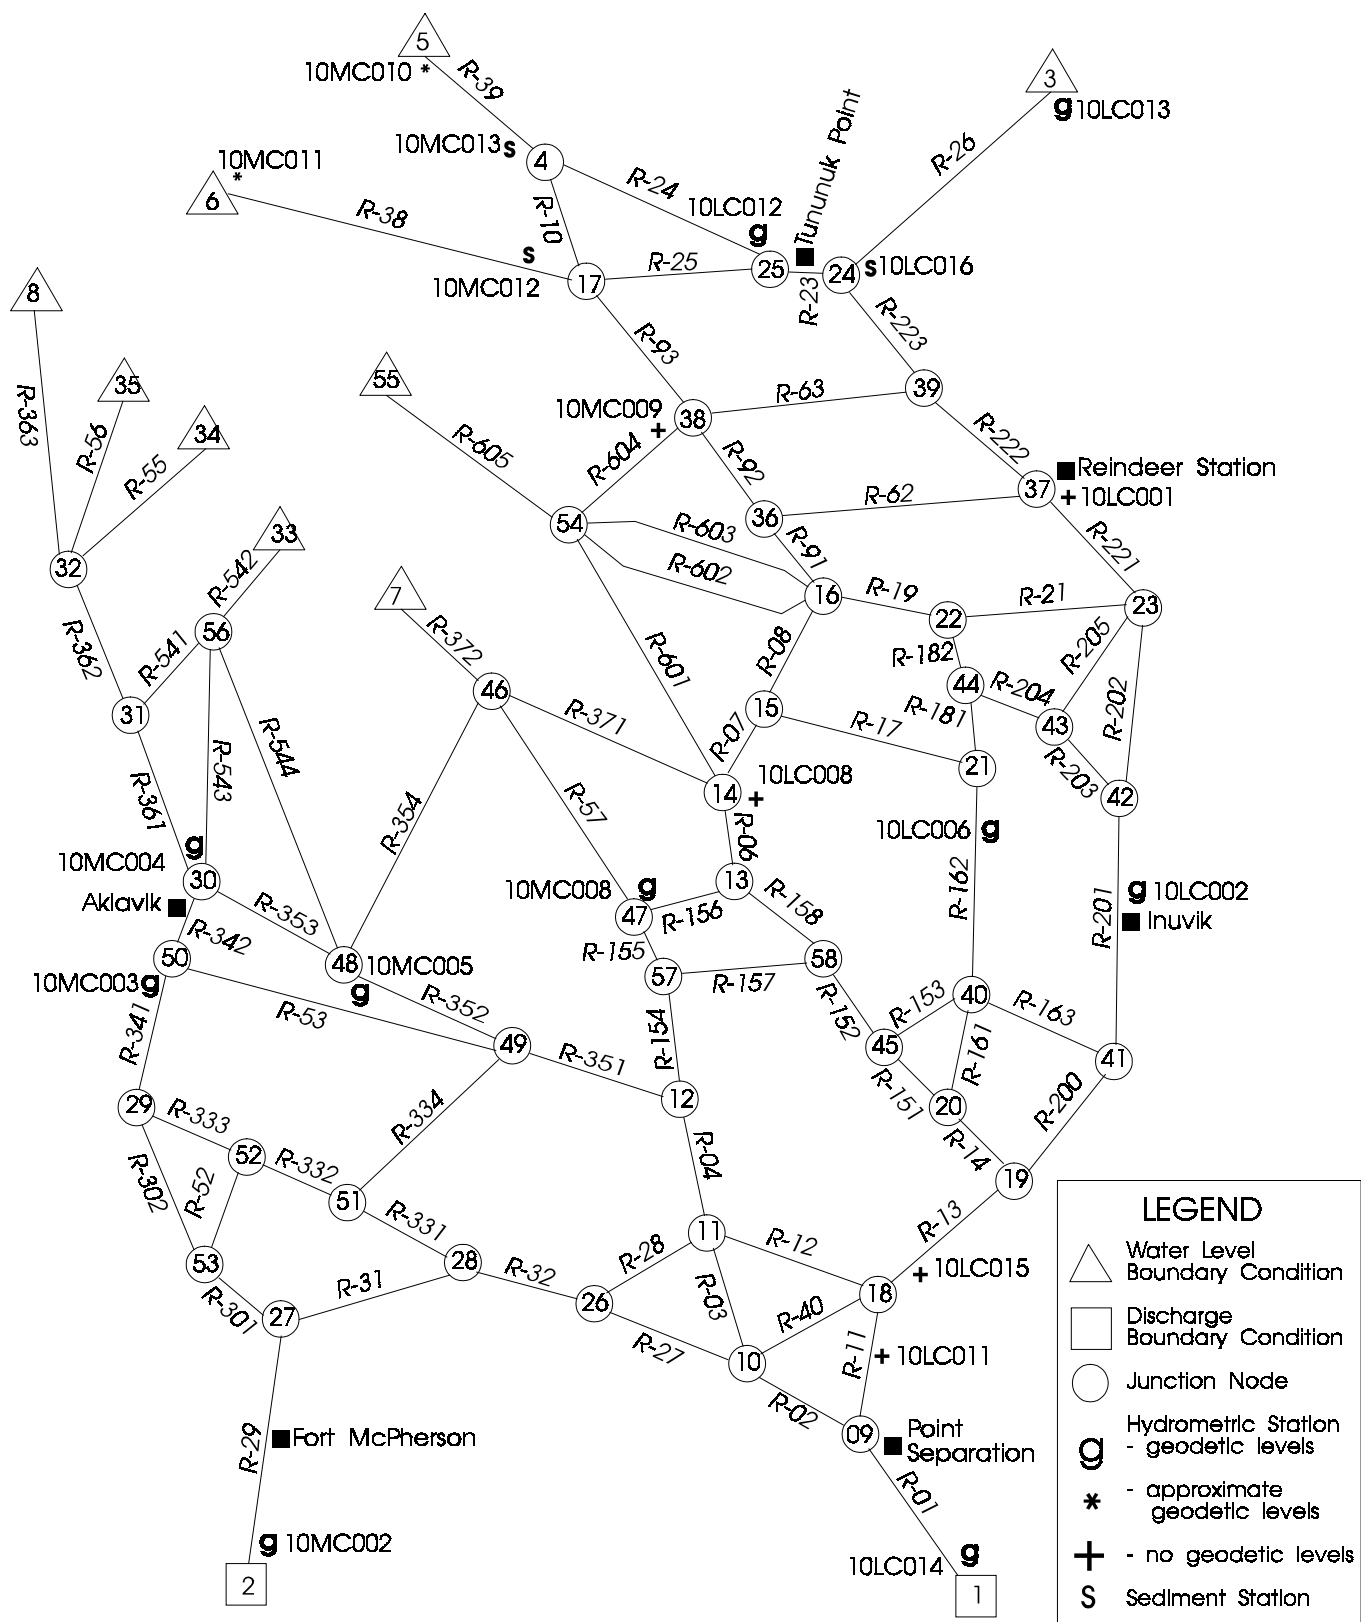 5
10MC010 *
R-39
3
g 10LC013
10MC013 s
4
R-26
Tununuk Point
10MC011
*
6
R-38
R-24
R-10
10LC012
g
s
10MC012
17
R-25
25
R-23
24
s 10LC016
8
R-93
R-223
35
R-363
R-56
34
R-55
55
R-63
39
10MC009
+
38
R-605
R-604
R-92
R-222
Reindeer Station
37
+ 10LC001
R-62
54
36
R-603
R-91
R-602
R-221
33
R-542
32
7
16
R-19
R-21
23
22
R-362
56
R-541
R-372
R-601
R-08
R-182
R-205
R-202
31
46
15
44
R-204
43
R-181
R-371
R-07
R-17
R-203
R-544
R-543
R-361
R-354
R-57
14
+
10LC008
21
42
R-06
10LC006 g
g
10MC004
30
Aklavik
R-353
10MC008
g
13
R-158
R-162
R-201
g 10LC002
Inuvik
47
R-156
R-342
50
R-155
58
10MC003 g
48
10MC005
g
57
R-157
R-53
R-352
R-152
R-153
40
R-163
R-341
49
R-154
45
R-161
41
R-351
R-151
R-200
29
R-333
R-334
12
20
R-14
52
R-332
R-04
19
R-302
R-52
51
R-331
R-13
11
R-12
53
28
R-32
R-28
+ 10LC015
R-301
R-31
26
R-03
R-40
18
27
R-27
10
R-11
+ 10LC011
R-02
R-29
Fort McPherson
09
Point
Separation
R-01
g 10MC002
2
10LC014
g
1
LEGEND
Water Level
Boundary Condition
Discharge
Boundary Condition
Junction Node
Hydrometric Station
g - geodetic levels
* - approximate
geodetic levels
+ - no geodetic levels
S Sediment Station